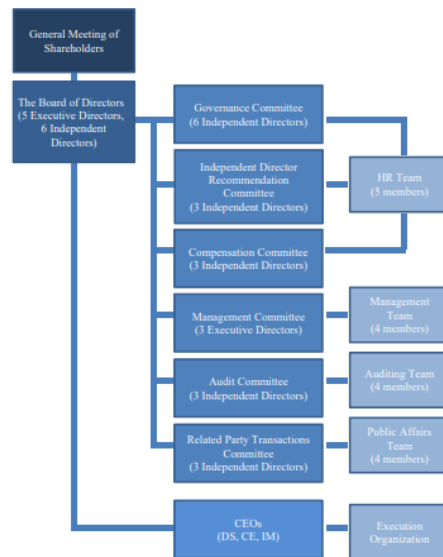 General Meeting of
Shareholders
The Board of Directors
(5 Executive Directors,
6 Independent
Directors)
Governance Committee
(6 Independent Directors)
Independent Director
Recommendation
Committee
(3 Independent Directors)
HR Team
(5 members)
Compensation Committee
(3 Independent Directors)
Management Committee
(3 Executive Directors)
Management
Team
(4 members)
Audit Committee
(3 Independent Directors)
Auditing Team
(4 members)
Related Party Transactions
Committee
(3 Independent Directors)
Public Affairs
Team
(4 members)
CEOs
(DS, CE, IM)
Execution
Organization